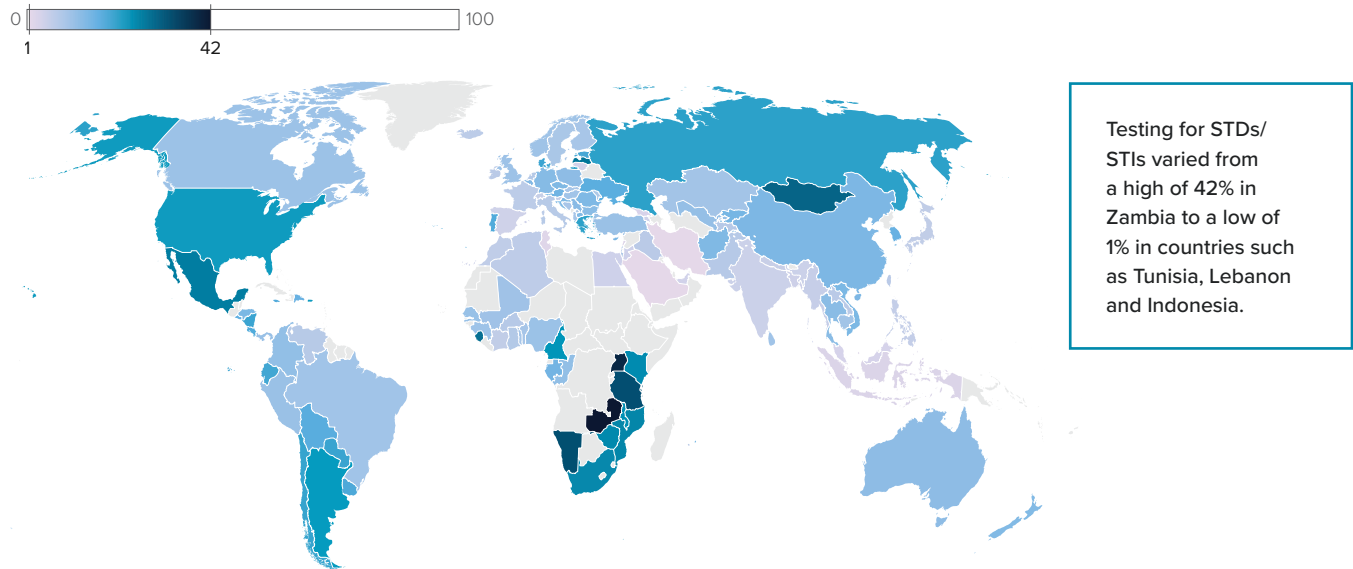 0
100
1
42
Testing for STDs/
STIs varied from
a high of 42% in
Zambia to a low of
1% in countries such
as Tunisia, Lebanon
and Indonesia.